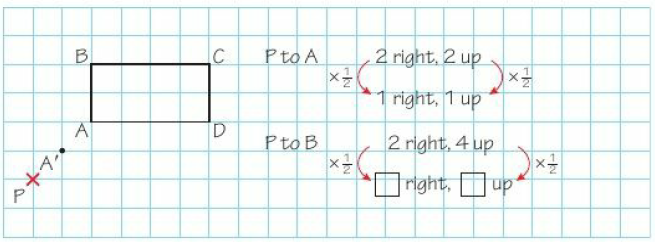 B C
A D
A′
P
P to A 2 right, 2 up
×1/2 ×1/2
1 right, 1 up
P to B 2 right, 4 up
×1/2 ×1/2
□ right, □ up